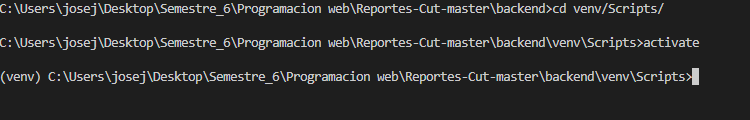 C:\Users\josej\Desktop\Semestre_6\Programacion web\Reportes-Cut-master\backend>cd venv/Scripts/
C:\Users\josej\Desktop\Semestre_6\Programacion web\Reportes-Cut-master\backend\venv\Scripts>activate
(venv) C:\Users\josej\Desktop\Semestre_6\Programacion web\Reportes-Cut-master\backend\venv\Scripts>